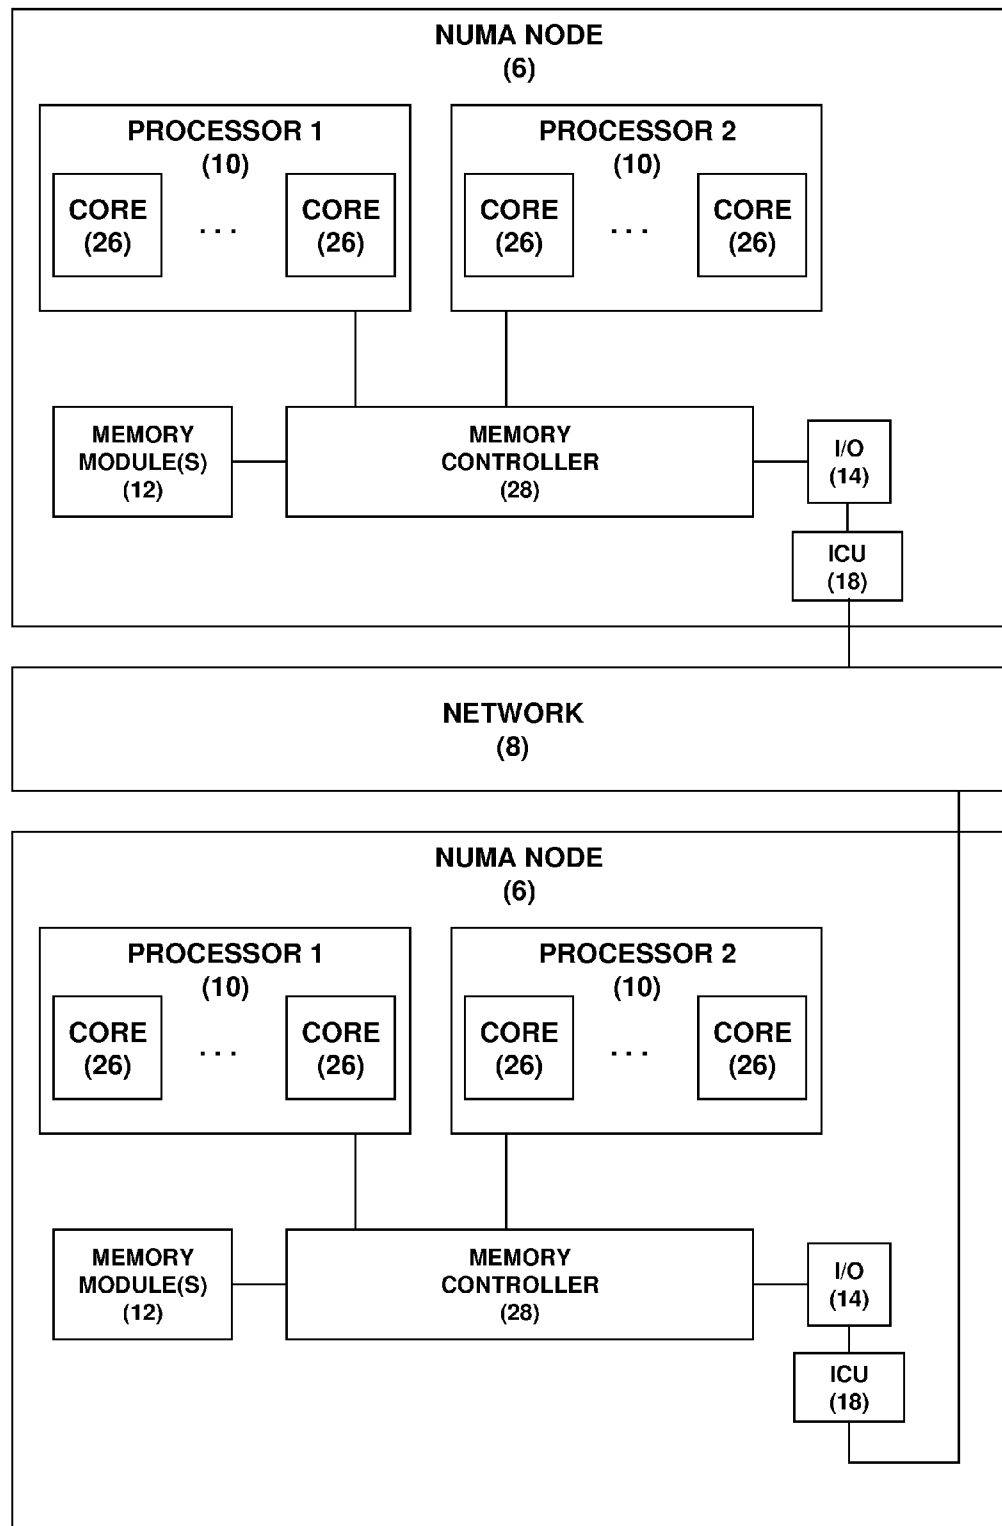 NUMA NODE
(6)
PROCESSOR 1
(10)
CORE
(26)
. . .
CORE
(26)
PROCESSOR 2
(10)
CORE
(26)
. . .
CORE
(26)
MEMORY
MODULE(S)
(12)
MEMORY
CONTROLLER
(28)
I/O
(14)
ICU
(18)
NETWORK
(8)
NUMA NODE
(6)
PROCESSOR 1
(10)
CORE
(26)
. . .
CORE
(26)
PROCESSOR 2
(10)
CORE
(26)
. . .
CORE
(26)
MEMORY
MODULE(S)
(12)
MEMORY
CONTROLLER
(28)
I/O
(14)
ICU
(18)